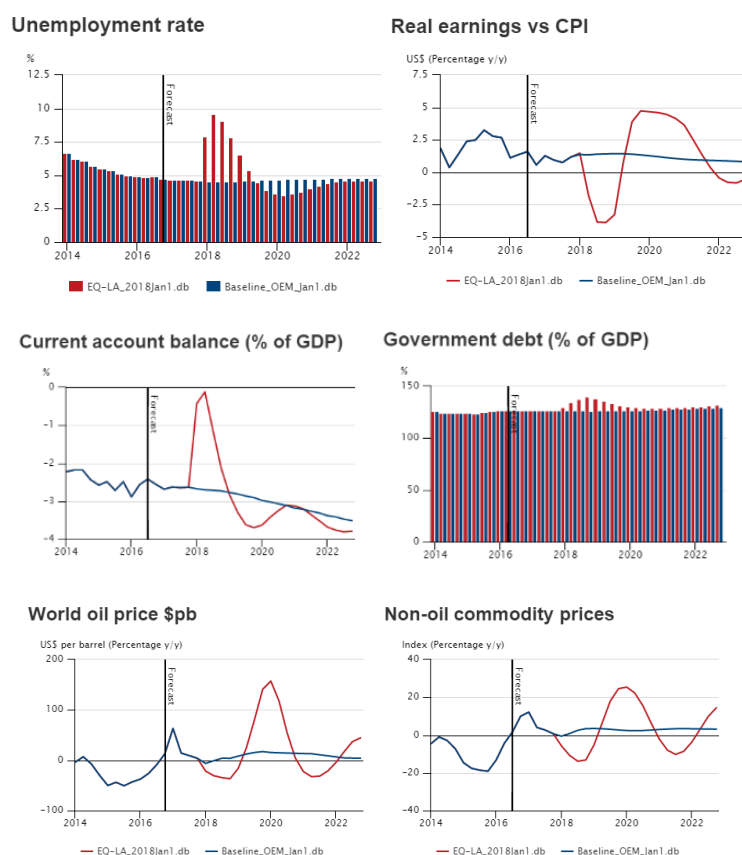 Unemployment rate
%
12.5
10
7.5
5
2.5
0
Forecast
2014
2016
2018
2020
2022
EQ-LA_2018Jan1.db
Baseline_OEM_Jan1.db
Real earnings vs CPI
US$ (Percentage y/y)
7.5
5
2.5
0
-2.5
-5
Forecast
2014
2016
2018
2020
2022
EQ-LA_2018Jan1.db
Baseline_OEM_Jan1.db
Current account balance (% of GDP)
%
0
-1
-2
-3
-4
Forecast
2014
2016
2018
2020
2022
Government debt (% of GDP)
%
150
100
50
0
Forecast
2014
2016
2018
2020
2022
World oil price $pb
US$ per barrel (Percentage y/y)
200
100
0
-100
Forecast
2014
2016
2018
2020
2022
EQ-LA_2018Jan1.db
Baseline_OEM_Jan1.db
Non-oil commodity prices
Index (Percentage y/y)
40
20
0
-20
-40
Forecast
2014
2016
2018
2020
2022
EQ-LA_2018Jan1.db
Baseline_OEM_Jan1.db